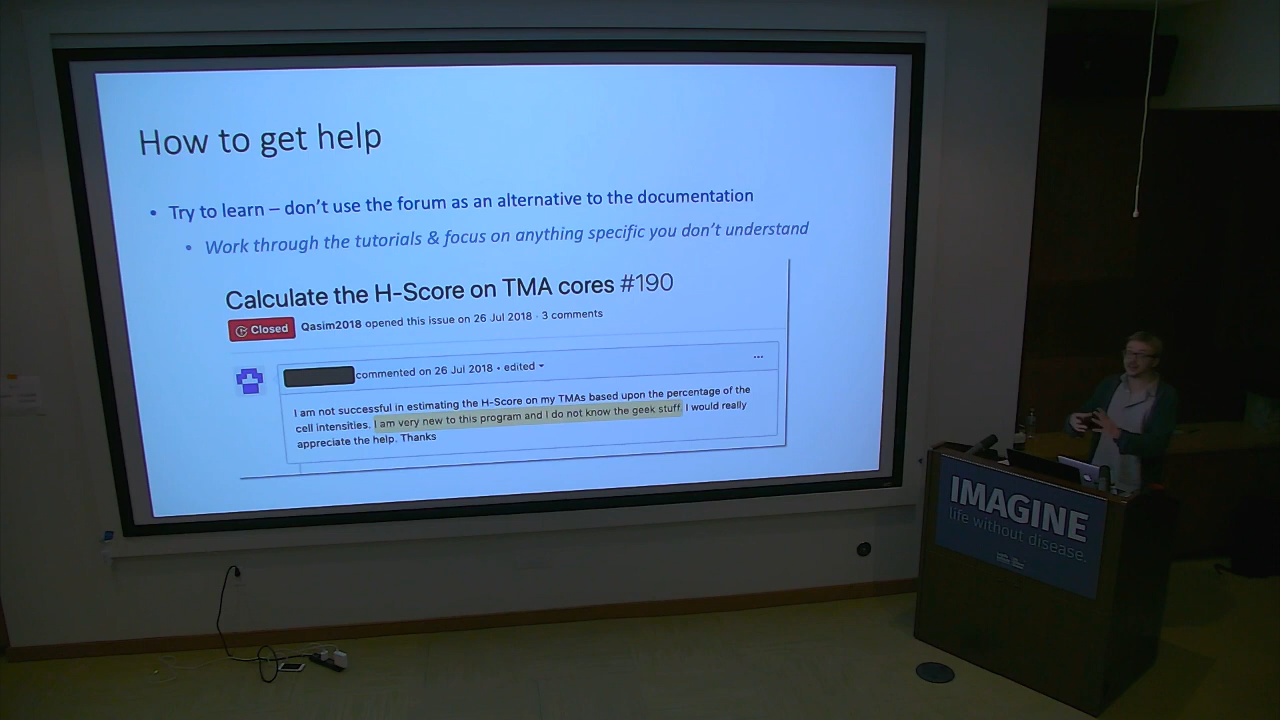 How to get help
• Try to learn – don't use the forum as an alternative to the documentation
• Work through the tutorials & focus on anything specific you don't understand
Calculate the H-Score on TMA cores #190
Closed Qasim2018 opened this issue on 26 Jul 2018 · 3 comments
commented on 26 Jul 2018 • edited
...
I am not successful in estimating the H-Score on my TMAs based upon the percentage of the
cell intensities. I am very new to this program and I do not know the geek stuff. I would really
appreciate the help. Thanks
IMAGINE
life without disease.